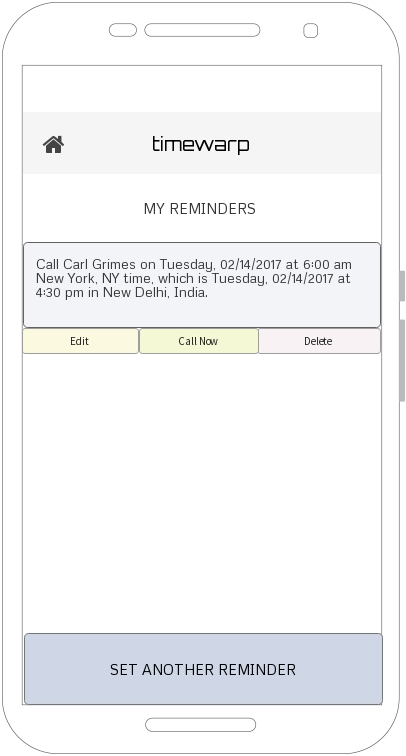 timewarp
MY REMINDERS
Call Carl Grimes on Tuesday, 02/14/2017 at 6:00 am
New York, NY time, which is Tuesday, 02/14/2017 at
4:30 pm in New Delhi, India.
Edit
Call Now
Delete
SET ANOTHER REMINDER